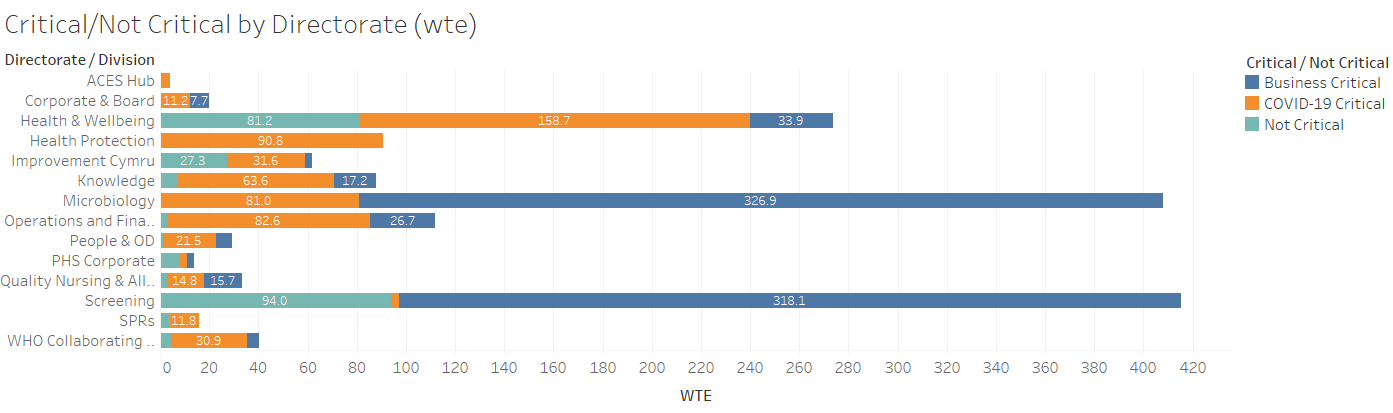 Critical/Not Critical by Directorate (wte)
Directorate / Division
Critical / Not Critical
Business Critical
COVID-19 Critical
Not Critical
ACES Hub
Corporate & Board 11.2 7.7
Health & Wellbeing 81.2 158.7 33.9
Health Protection 90.8
Improvement Cymru 27.3 31.6
Knowledge 63.6 17.2
Microbiology 81.0 326.9
Operations and Fina.. 82.6 26.7
People & OD 21.5
PHS Corporate
Quality Nursing & All.. 14.8 15.7
Screening 94.0 318.1
SPRs 11.8
WHO Collaborating .. 30.9
0 20 40 60 80 100 120 140 160 180 200 220 240 260 280 300 320 340 360 380 400 420
WTE